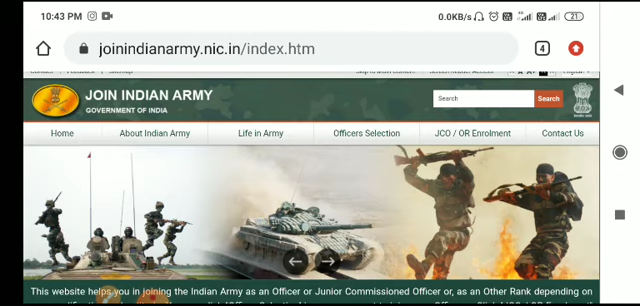 10:43 PM 0.0KB/s 21
joinindianarmy.nic.in/index.htm 4
JOIN INDIAN ARMY
GOVERNMENT OF INDIA
Search Search
Home About Indian Army Life in Army Officers Selection JCO / OR Enrolment Contact Us
This website helps you in joining the Indian Army as an Officer or Junior Commissioned Officer or, as an Other Rank depending on